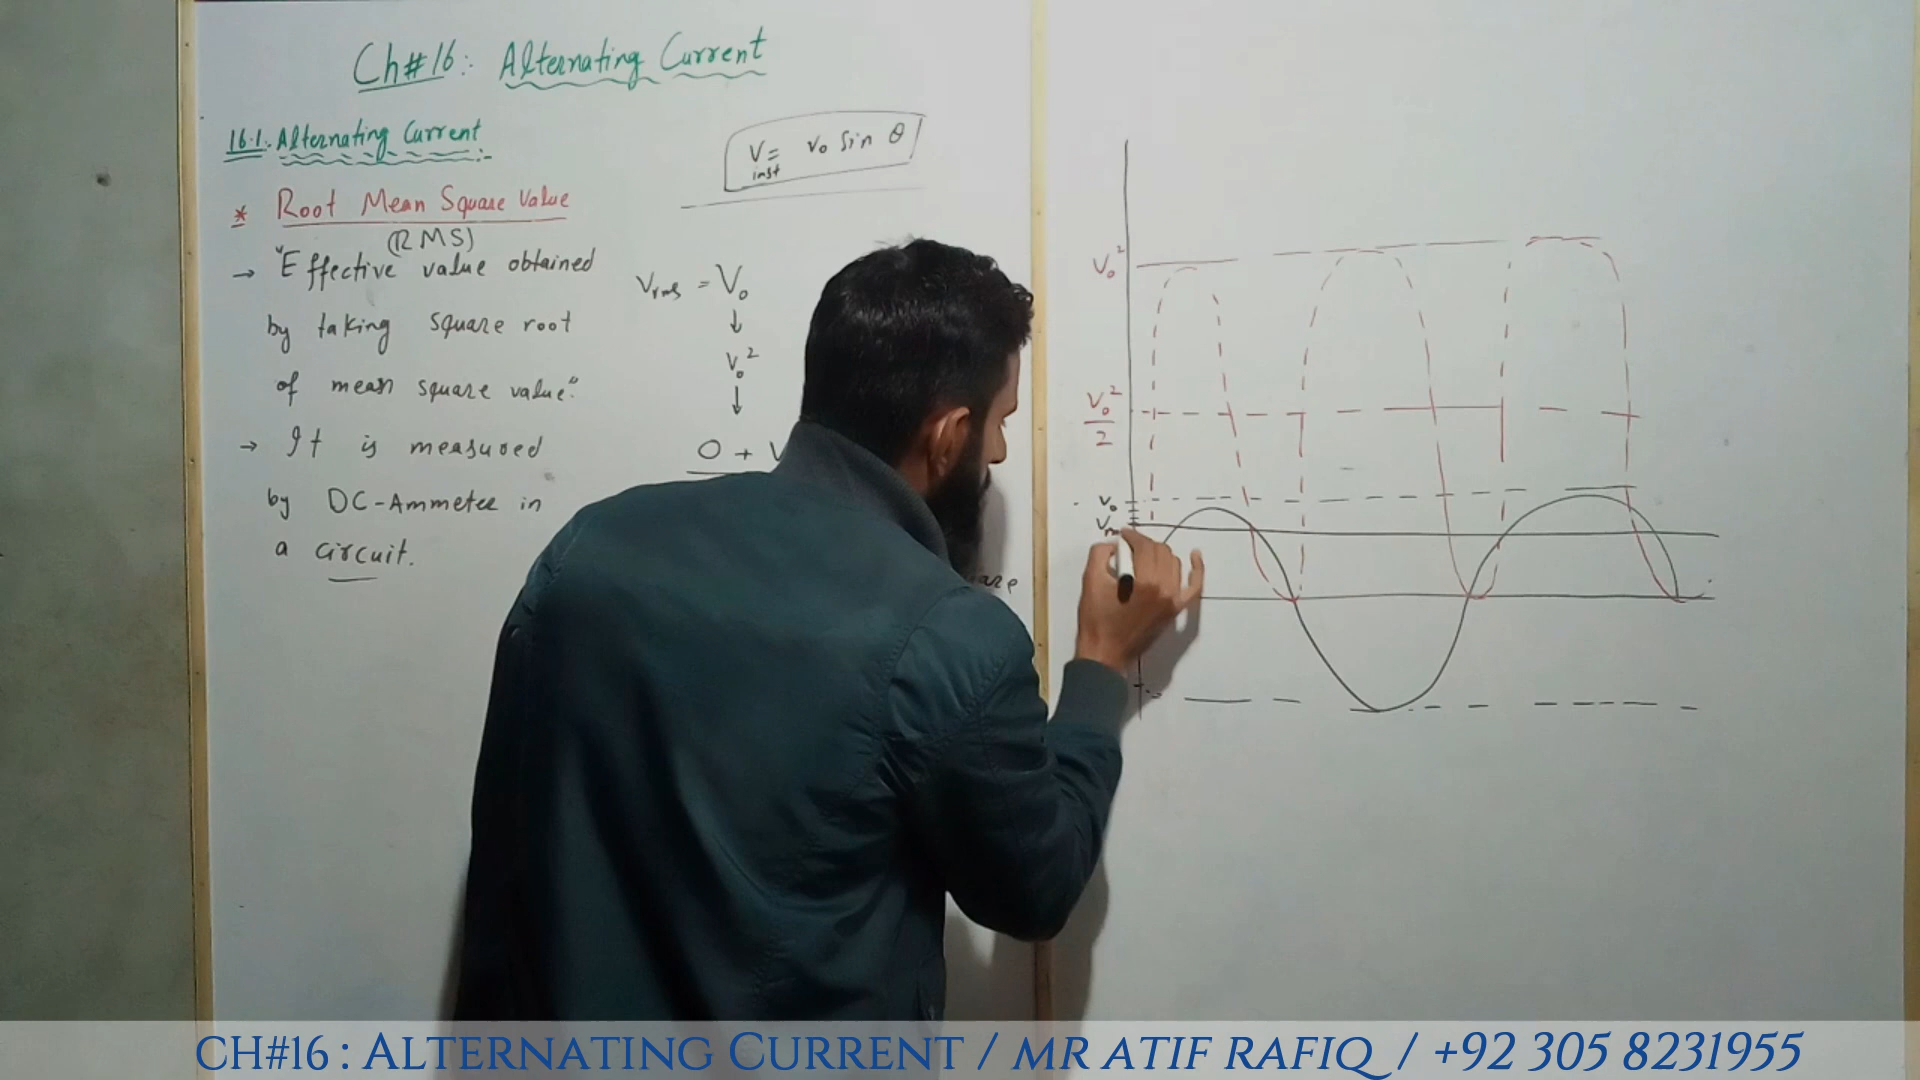 Ch#16: Alternating Current
16.1. Alternating Current
* Root Mean Square Value
(RMS)
→ "Effective value obtained
by taking square root
of mean square value"
→ It is measured
by DC-Ammeter in
a circuit.
V inst = V₀ Sin θ
Vrms = V₀
↓
V₀²
↓
0 +
V₀²
V₀²/2
V₀
CH#16 : ALTERNATING CURRENT / MR ATIF RAFIQ / +92 305 8231955